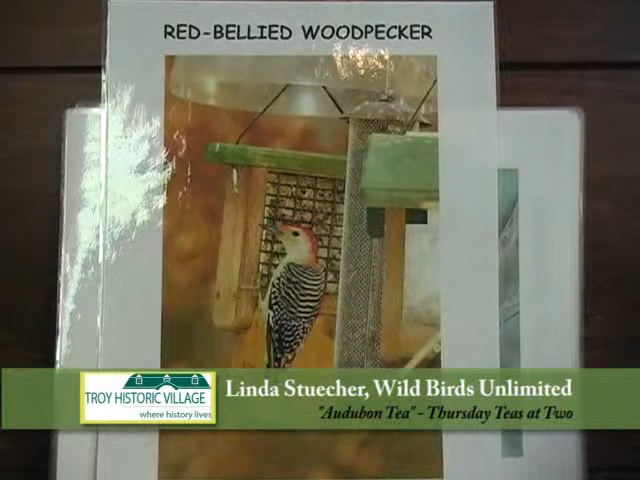 RED-BELLIED WOODPECKER
TROY HISTORIC VILLAGE
where history lives
Linda Stuecher, Wild Birds Unlimited
"Audubon Tea" - Thursday Teas at Two